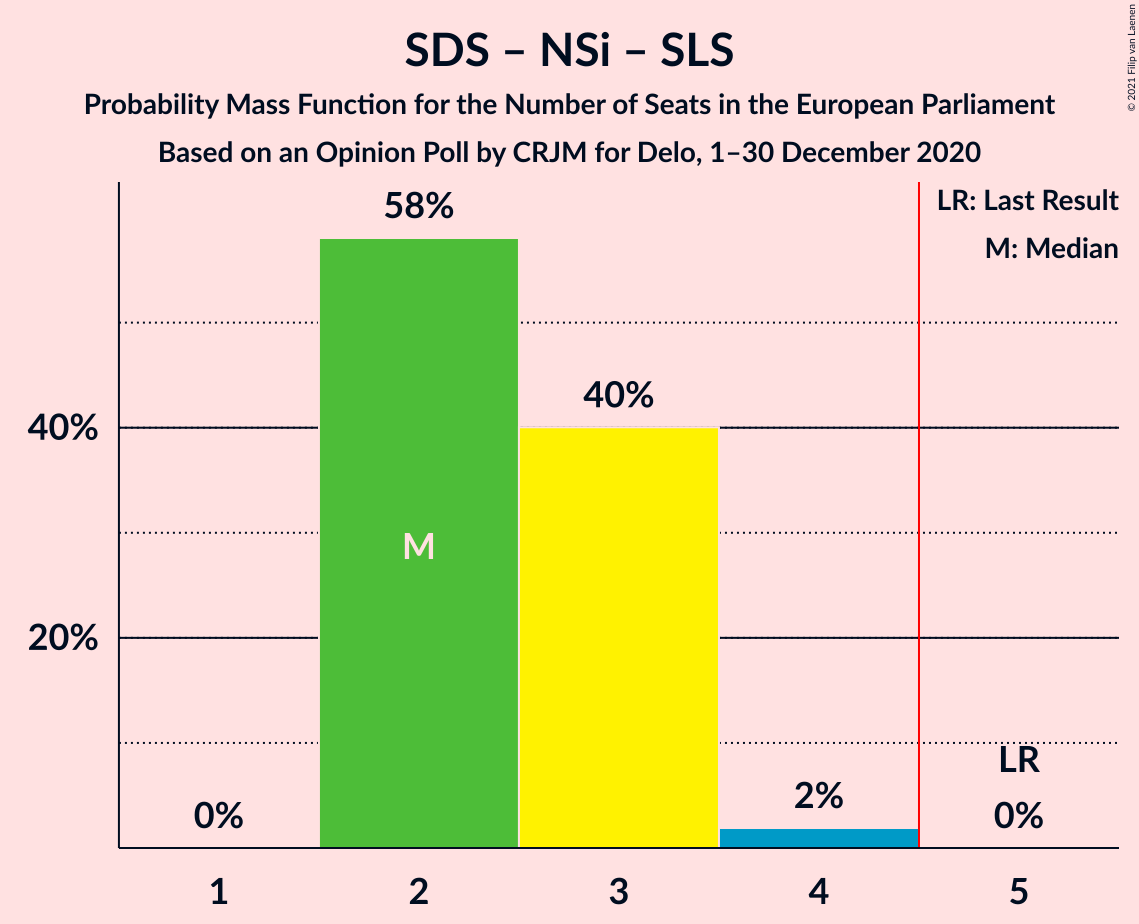 SDS – NSi – SLS
Probability Mass Function for the Number of Seats in the European Parliament
Based on an Opinion Poll by CRJM for Delo, 1–30 December 2020
© 2021 Filip van Laenen
LR: Last Result
M: Median
58%
40%
40%
M
20%
LR
0%
2%
0%
1
2
3
4
5